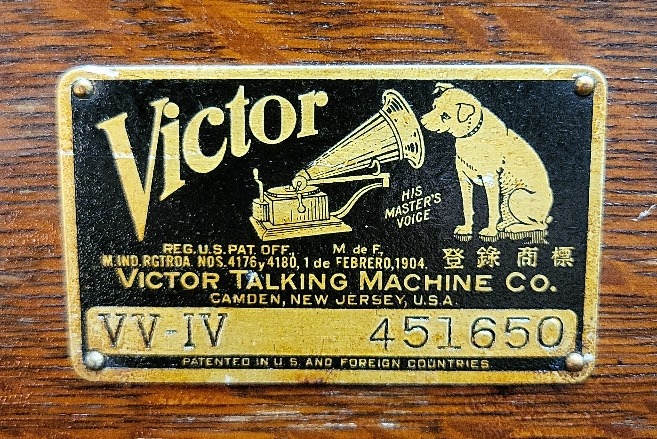 Victor
HIS
MASTER'S
VOICE
REG. U.S. PAT. OFF. M de F.
M. IND. RGTRDA. NOS. 4176 y 4180, 1 de FEBRERO, 1904. 登錄商標
VICTOR TALKING MACHINE CO.
CAMDEN, NEW JERSEY, U.S.A.
VV-IV 451650
PATENTED IN U.S. AND FOREIGN COUNTRIES.